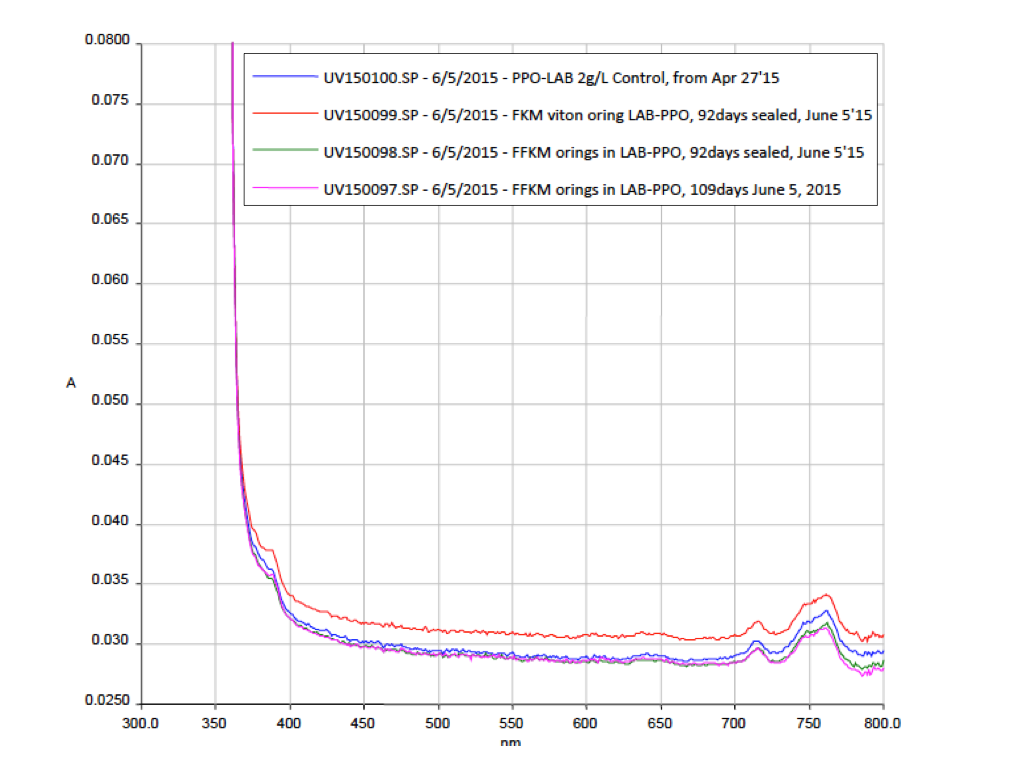 0.0800
UV150100.SP - 6/5/2015 - PPO-LAB 2g/L Control, from Apr 27'15
0.075
UV150099.SP - 6/5/2015 - FKM viton oring LAB-PPO, 92days sealed, June 5'15
UV150098.SP - 6/5/2015 - FFKM orings in LAB-PPO, 92days sealed, June 5'15
0.070
UV150097.SP - 6/5/2015 - FFKM orings in LAB-PPO, 109days June 5, 2015
0.065
0.060
0.055
A
0.050
0.045
0.040
0.035
0.030
0.0250
300.0 350 400 450 500 550 600 650 700 750 800.0
nm